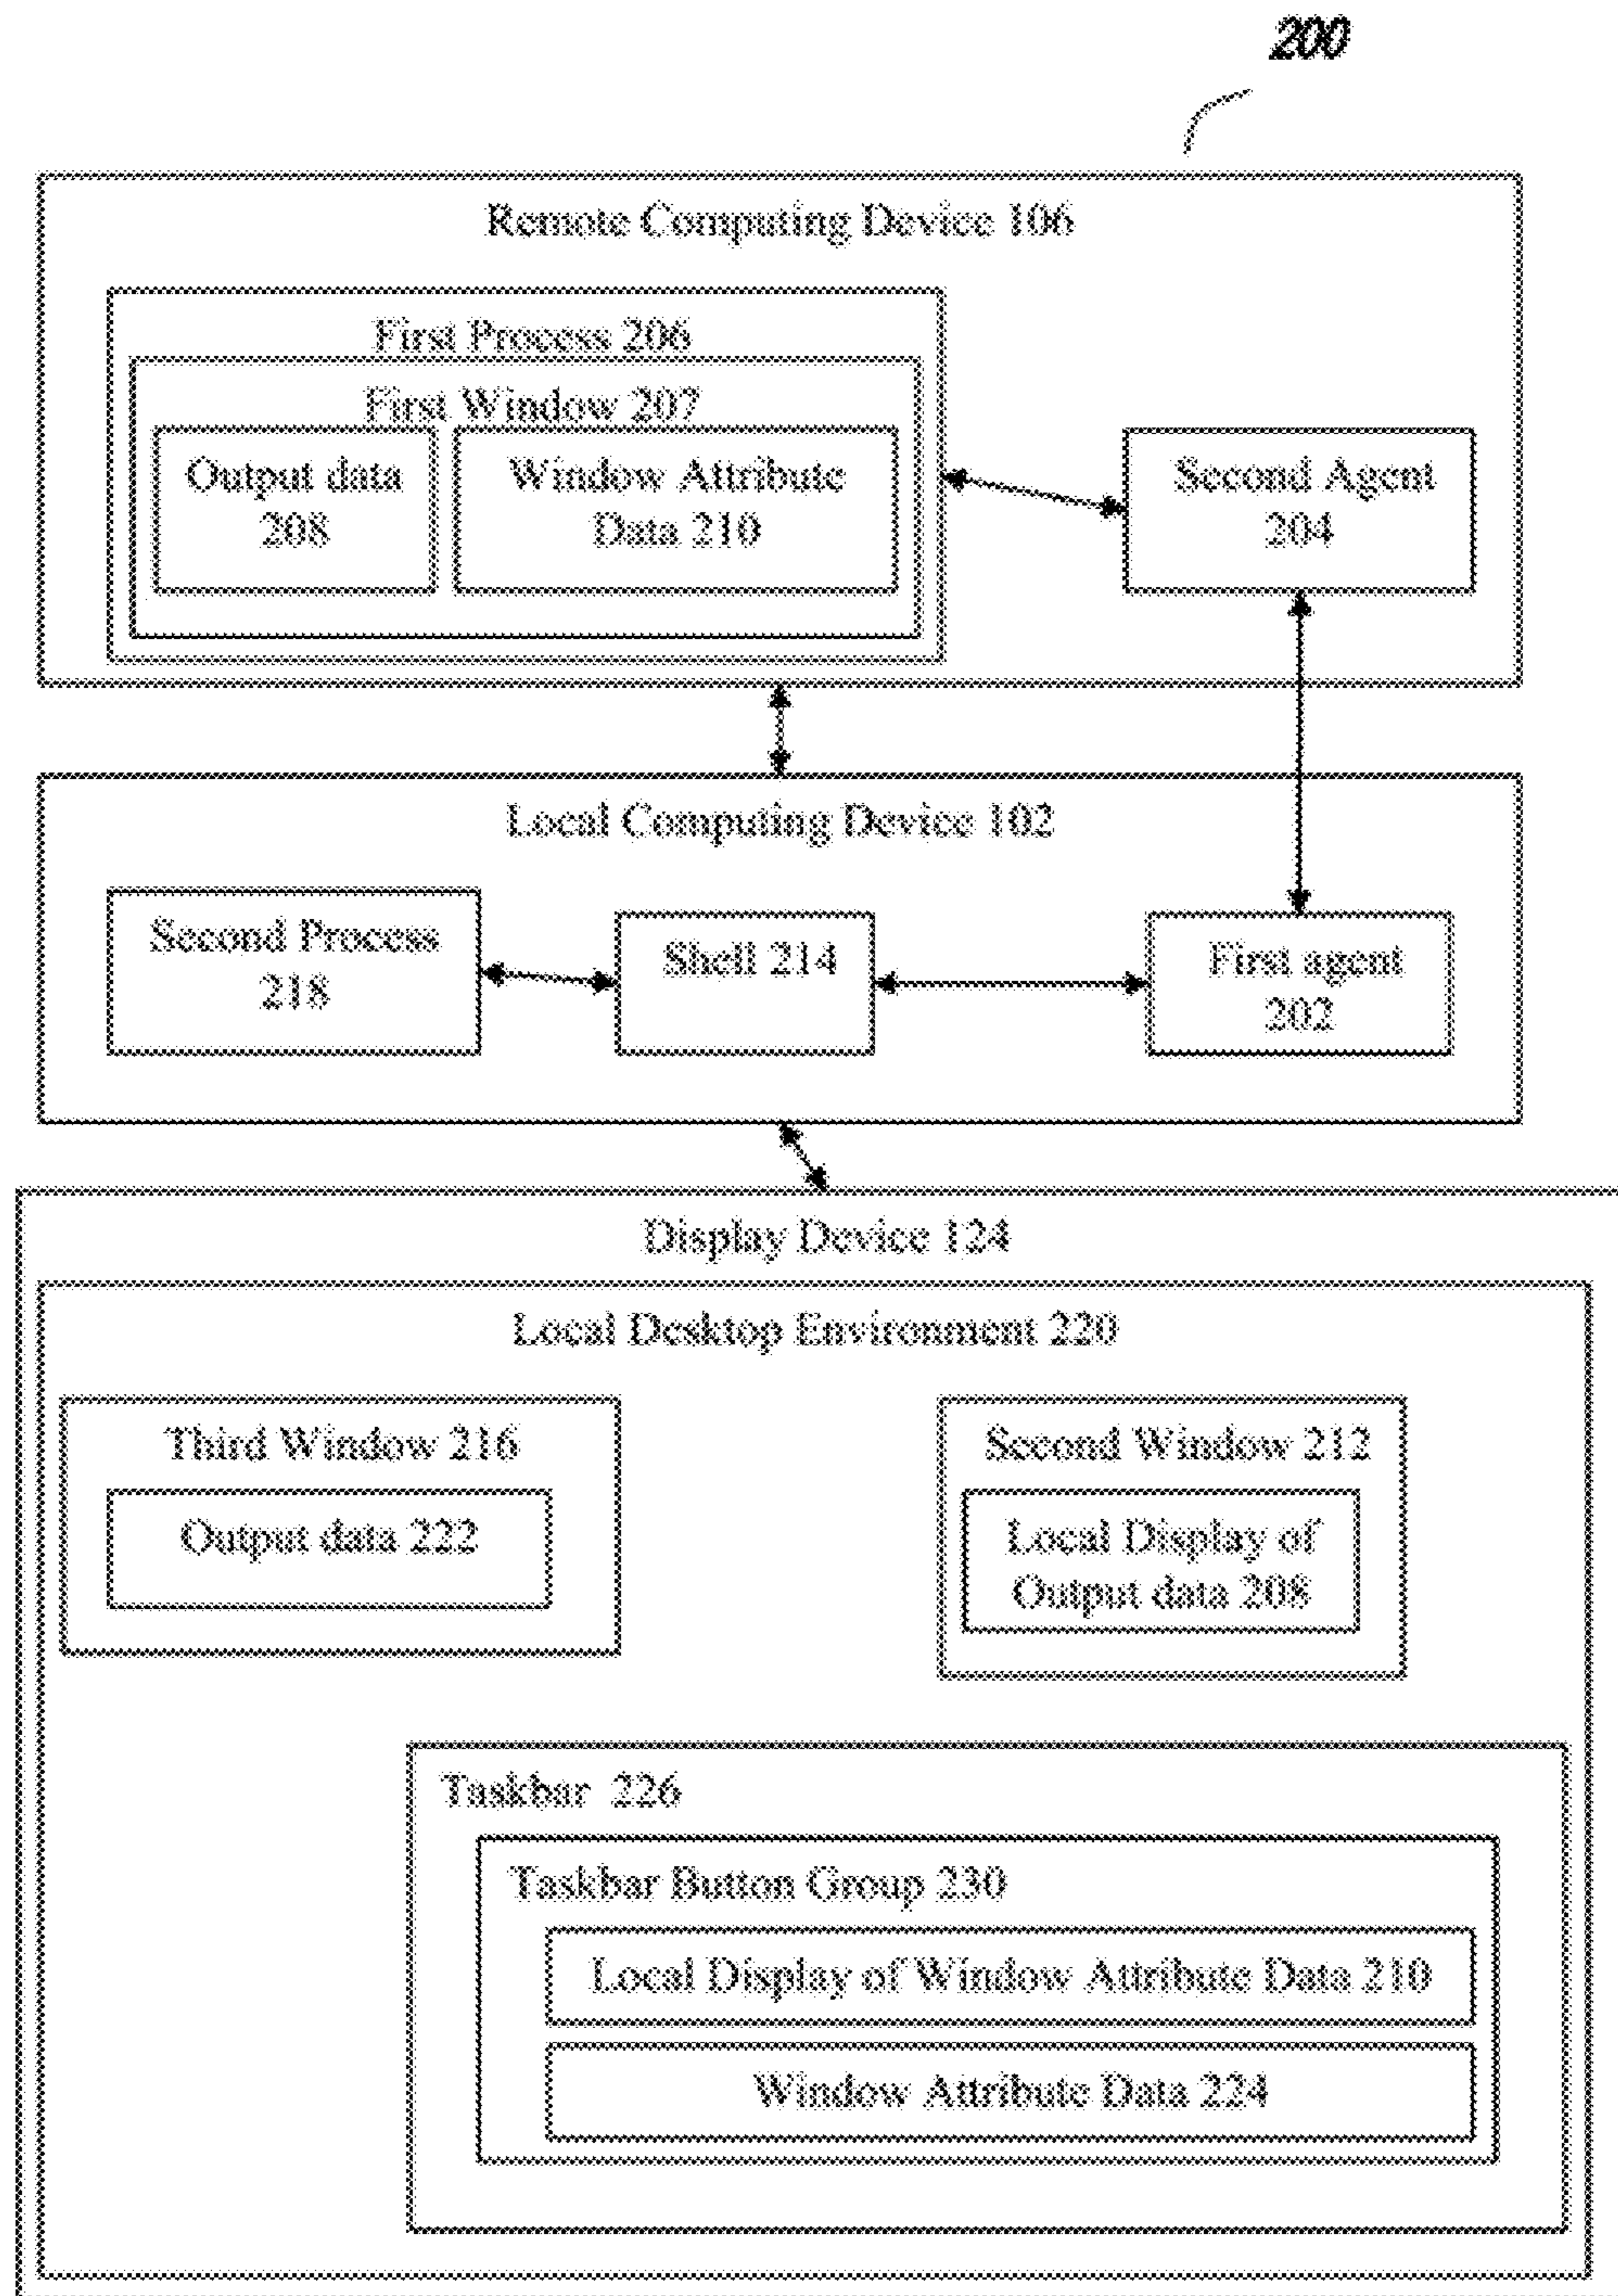 200
Remote Computing Device 106
First Process 206
First Window 207
Output data
208
Window Attribute
Data 210
Second Agent
204
Local Computing Device 102
Second Process
218
Shell 214
First agent
202
Display Device 124
Local Desktop Environment 220
Third Window 216
Output data 222
Second Window 212
Local Display of
Output data 208
Taskbar 226
Taskbar Button Group 230
Local Display of Window Attribute Data 210
Window Attribute Data 224